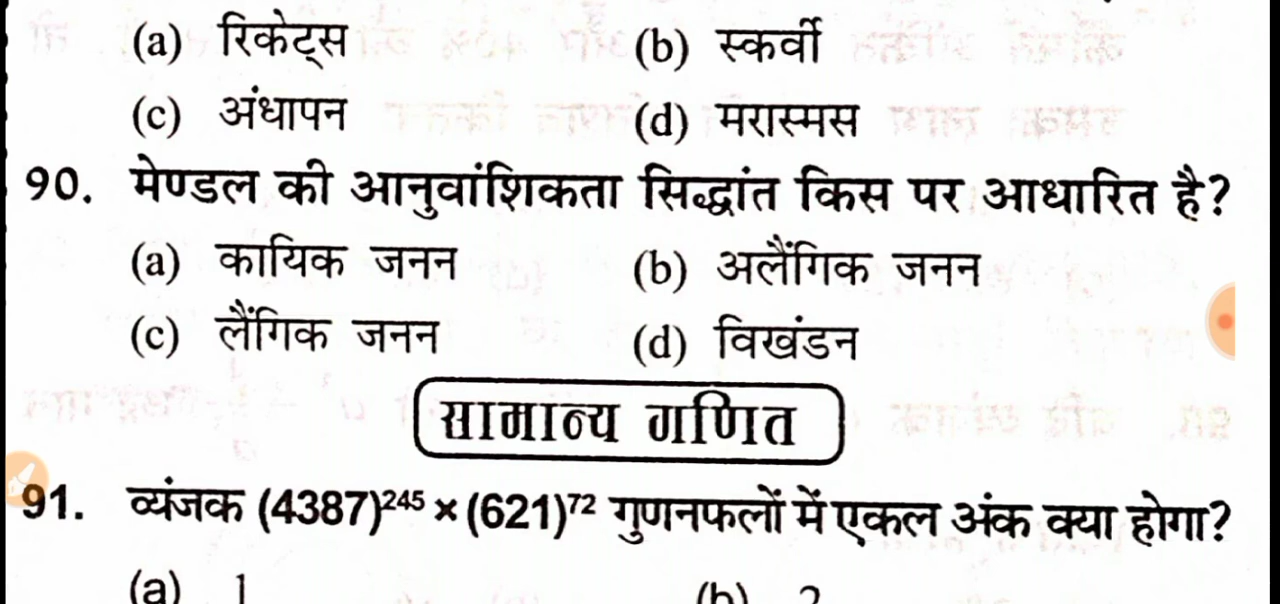 (a) रिकेट्स (b) स्कर्वी
(c) अंधापन (d) मरास्मस
90. मेण्डल की आनुवांशिकता सिद्धांत किस पर आधारित है?
(a) कायिक जनन (b) अलैंगिक जनन
(c) लैंगिक जनन (d) विखंडन
सामान्य गणित
91. व्यंजक (4387)²⁴⁵ × (621)⁷² गुणनफलों में एकल अंक क्या होगा?
(a) 1 (b) 2